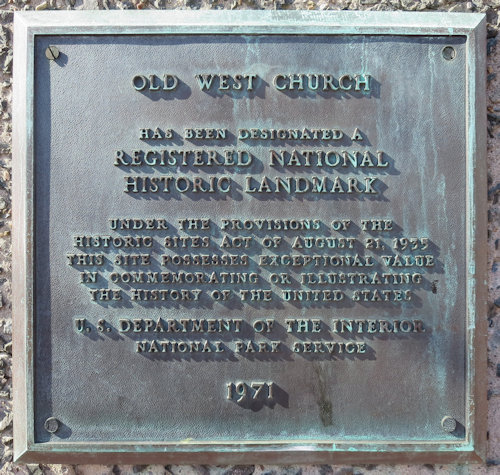 OLD WEST CHURCH
HAS BEEN DESIGNATED A
REGISTERED NATIONAL
HISTORIC LANDMARK
UNDER THE PROVISIONS OF THE
HISTORIC SITES ACT OF AUGUST 21, 1935
THIS SITE POSSESSES EXCEPTIONAL VALUE
IN COMMEMORATING OR ILLUSTRATING
THE HISTORY OF THE UNITED STATES
U. S. DEPARTMENT OF THE INTERIOR
NATIONAL PARK SERVICE
1971